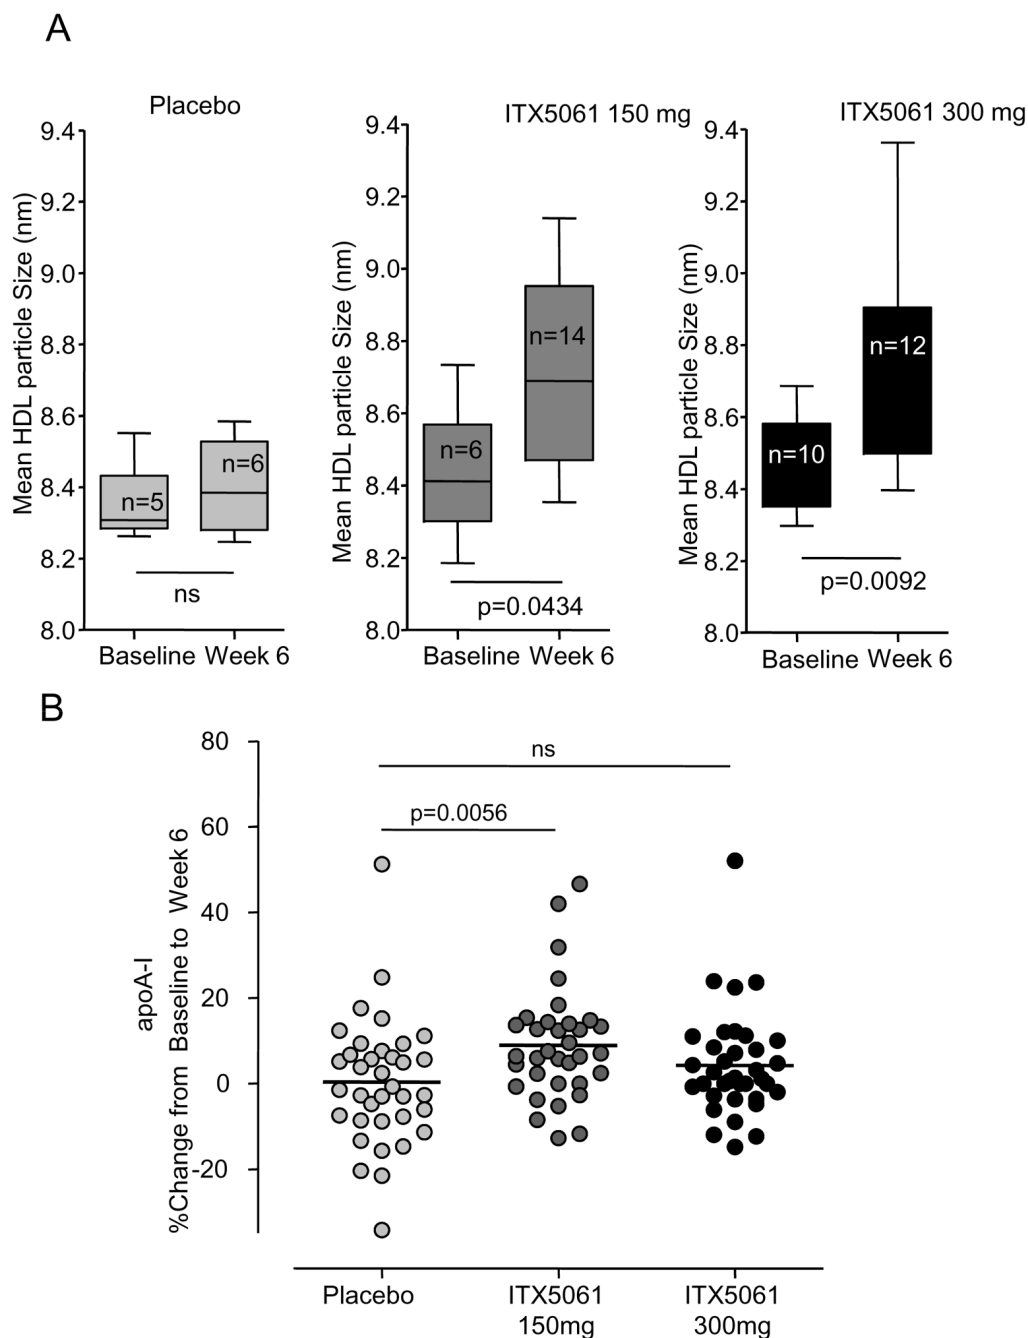 A
Placebo
ITX5061 150 mg
ITX5061 300 mg
Mean HDL particle Size (nm)
9.4
9.2
9.0
8.8
8.6
8.4
8.2
8.0
n=5
n=6
ns
Baseline
Week 6
Mean HDL particle Size (nm)
9.4
9.2
9.0
8.8
8.6
8.4
8.2
8.0
n=6
n=14
p=0.0434
Baseline
Week 6
Mean HDL particle Size (nm)
9.4
9.2
9.0
8.8
8.6
8.4
8.2
8.0
n=10
n=12
p=0.0092
Baseline
Week 6
B
apoA-I
%Change from Baseline to Week 6
80
60
40
20
0
-20
ns
p=0.0056
Placebo
ITX5061
150mg
ITX5061
300mg